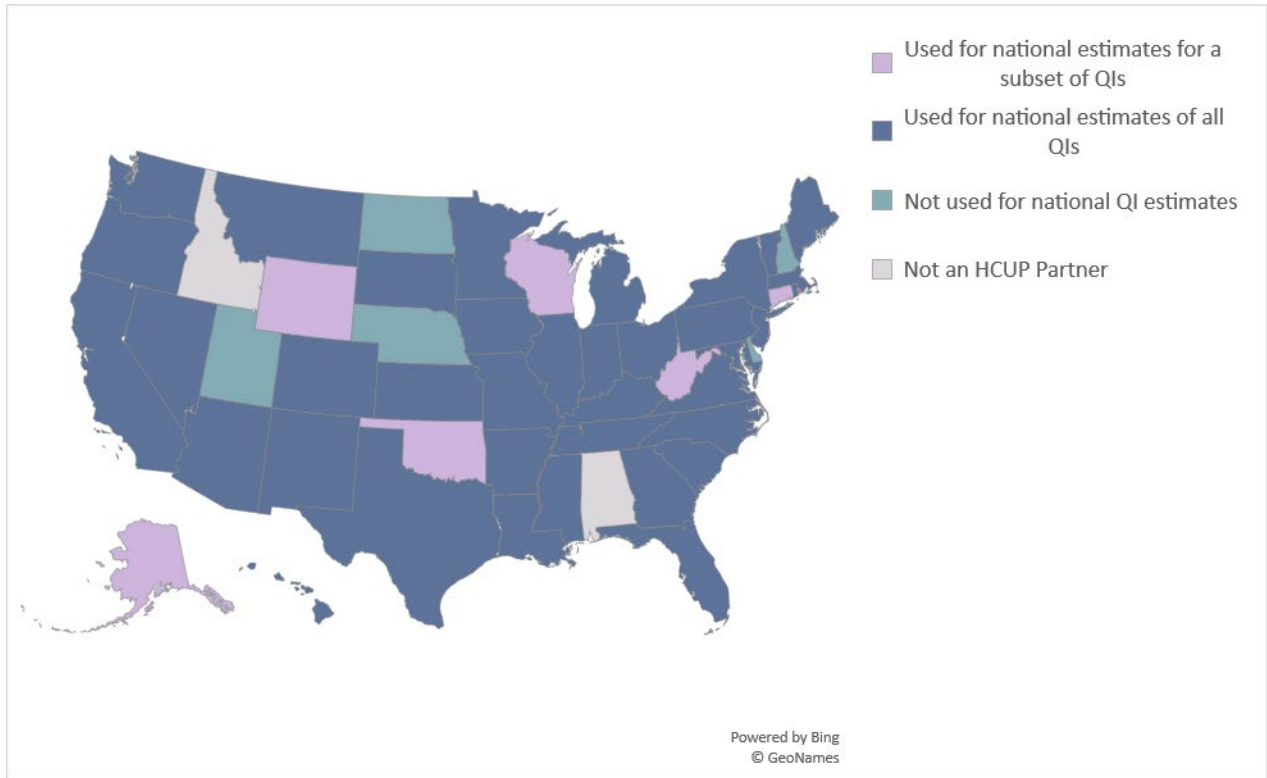 Used for national estimates for a
subset of QIs
Used for national estimates of all
QIs
Not used for national QI estimates
Not an HCUP Partner
Powered by Bing
© GeoNames